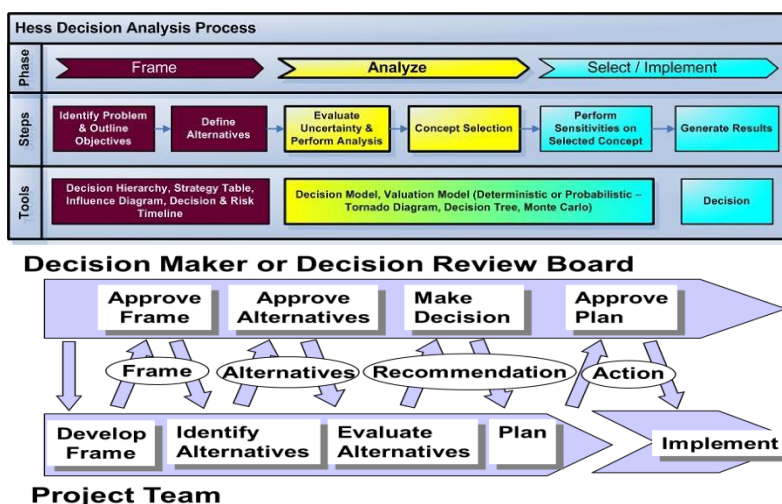 Hess Decision Analysis Process
Phase
Frame
Analyze
Select / Implement
Steps
Identify Problem
& Outline
Objectives
Define
Alternatives
Evaluate
Uncertainty &
Perform Analysis
Concept Selection
Perform
Sensitivities on
Selected Concept
Generate Results
Tools
Decision Hierarchy, Strategy Table,
Influence Diagram, Decision & Risk
Timeline
Decision Model, Valuation Model (Deterministic or Probabilistic –
Tornado Diagram, Decision Tree, Monte Carlo)
Decision
Decision Maker or Decision Review Board
Approve
Frame
Approve
Alternatives
Make
Decision
Approve
Plan
Frame
Alternatives
Recommendation
Action
Develop
Frame
Identify
Alternatives
Evaluate
Alternatives
Plan
Implement
Project Team